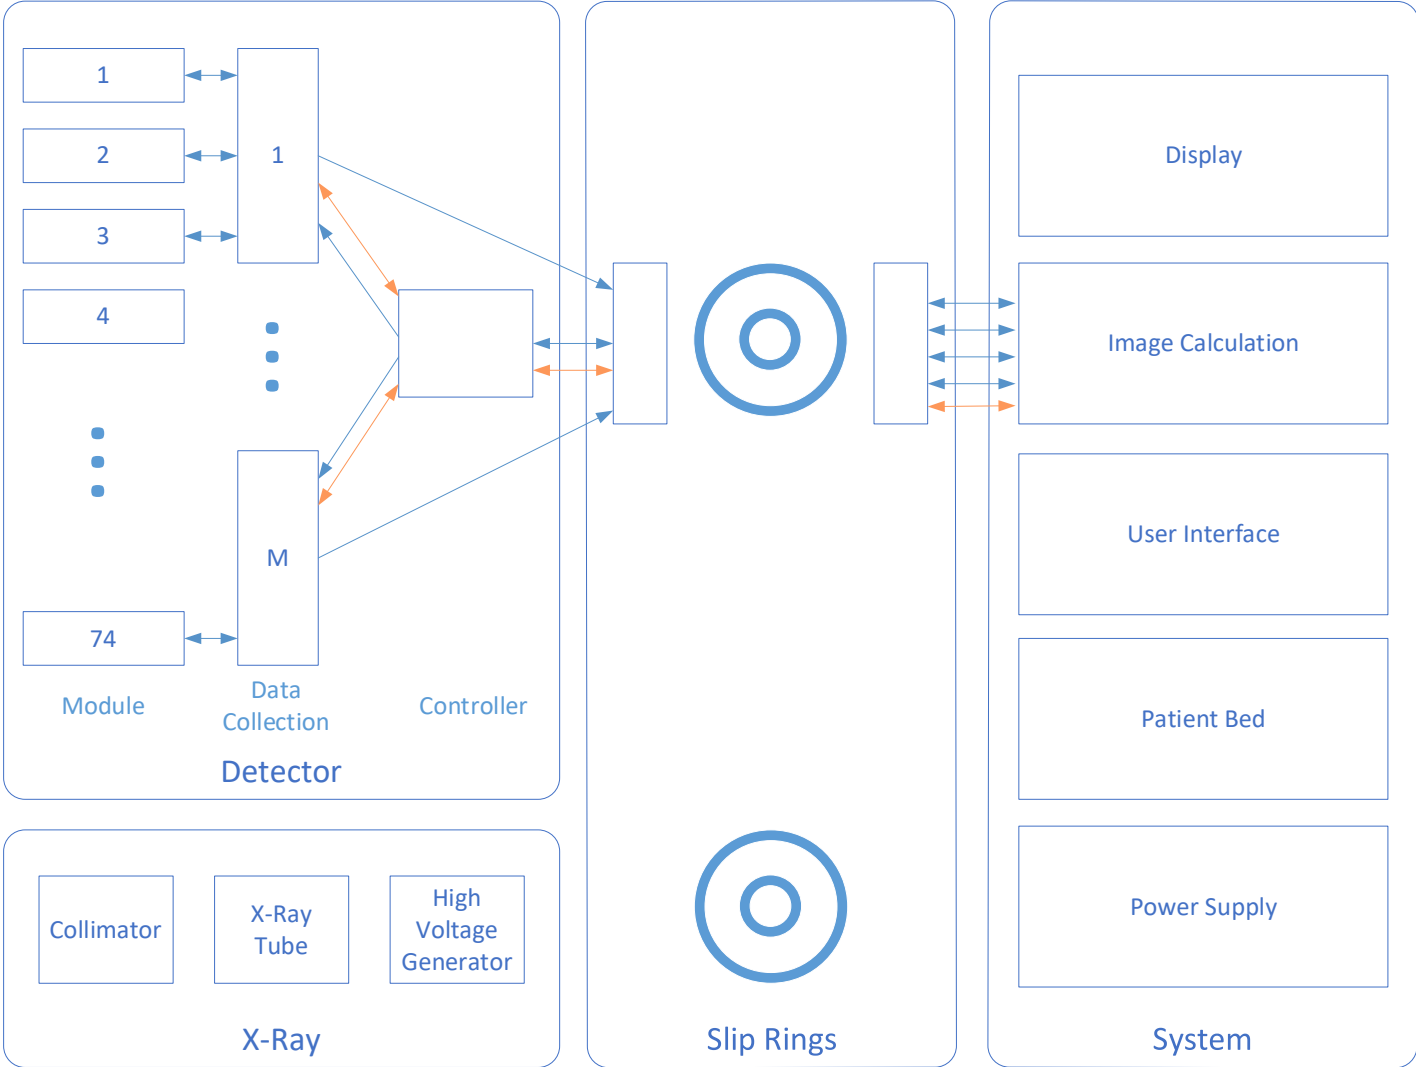 1
2
3
4
74
Module
1
M
Data
Collection
Controller
Detector
Collimator
X-Ray
Tube
High
Voltage
Generator
X-Ray
Slip Rings
Display
Image Calculation
User Interface
Patient Bed
Power Supply
System